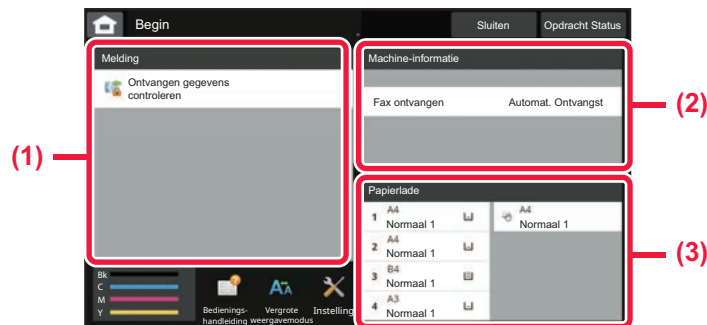 Begin
Sluiten
Opdracht Status
Melding
Ontvangen gegevens
controleren
Machine-informatie
Fax ontvangen
Automat. Ontvangst
(1)
(2)
Papierlade
1 A4
Normaal 1
A4
Normaal 1
2 A4
Normaal 1
3 B4
Normaal 1
4 A3
Normaal 1
(3)
Bk
C
M
Y
Bedienings-
handleiding
Vergrote
weergavemodus
Instelling